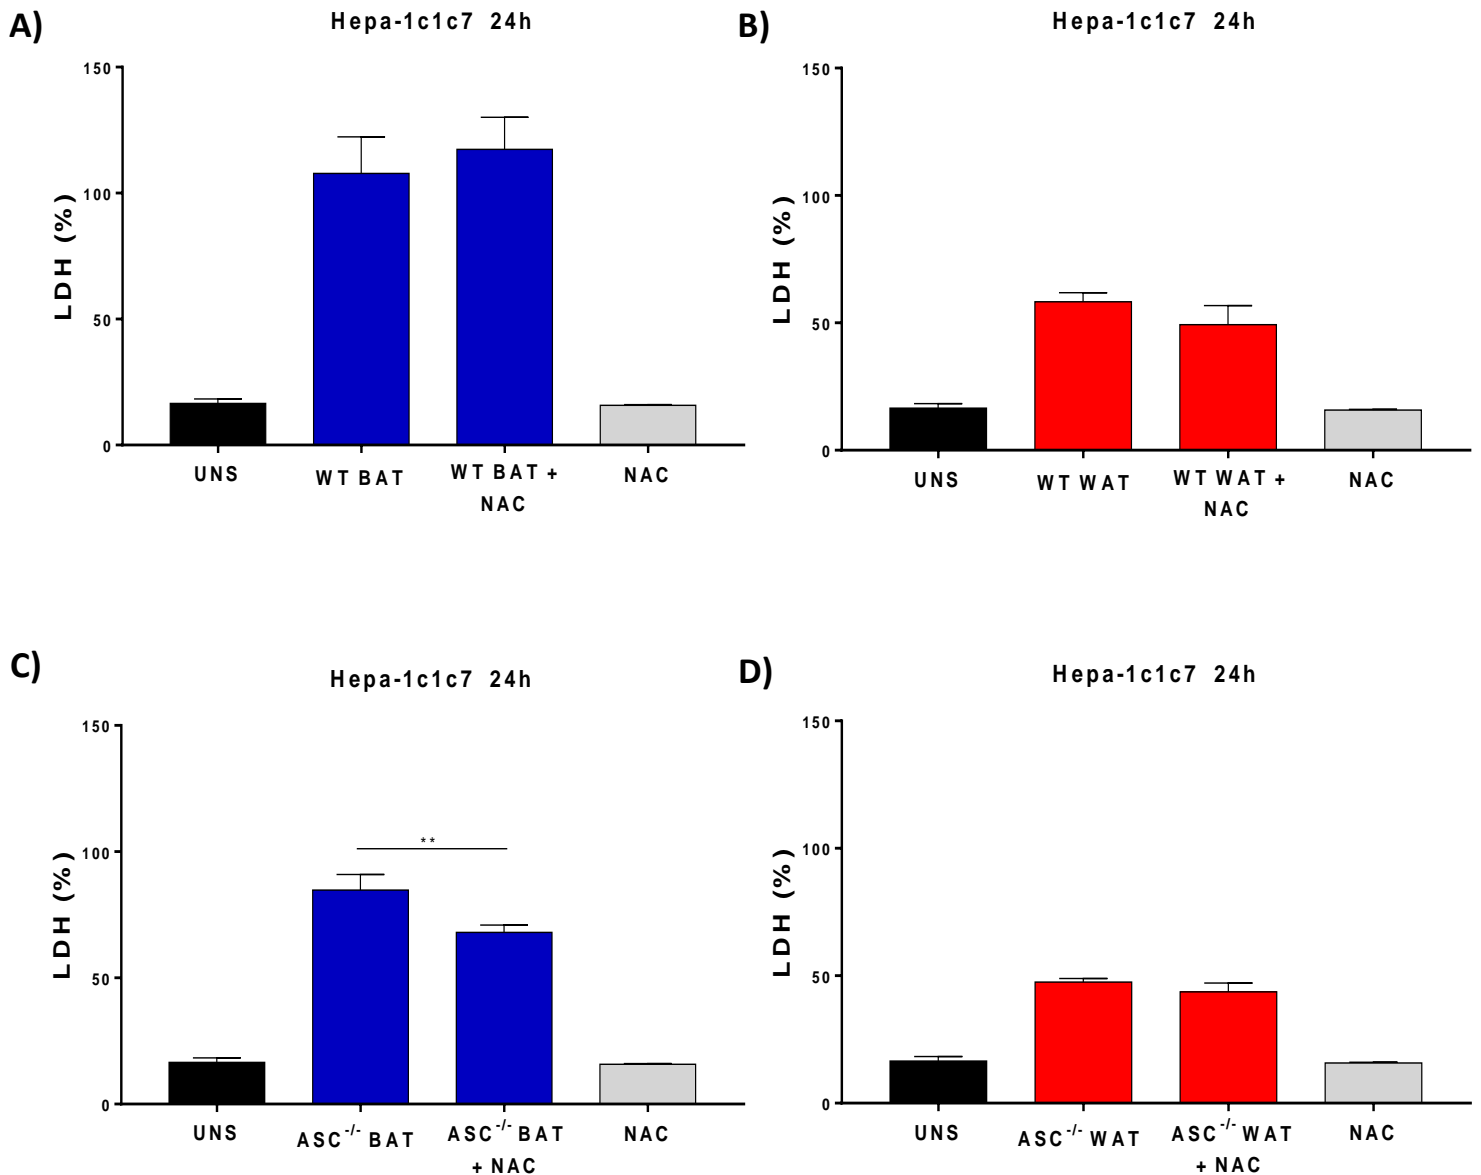 A)
Hepa-1c1c7 24h
150
100
50
0
LDH (%)
UNS
WT BAT
WT BAT +
NAC
NAC
B)
Hepa-1c1c7 24h
150
100
50
0
LDH (%)
UNS
WT WAT
WT WAT +
NAC
NAC
C)
Hepa-1c1c7 24h
150
100
50
0
LDH (%)
**
UNS
ASC-/- BAT
ASC-/- BAT
+ NAC
NAC
D)
Hepa-1c1c7 24h
150
100
50
0
LDH (%)
UNS
ASC-/- WAT
ASC-/- WAT
+ NAC
NAC